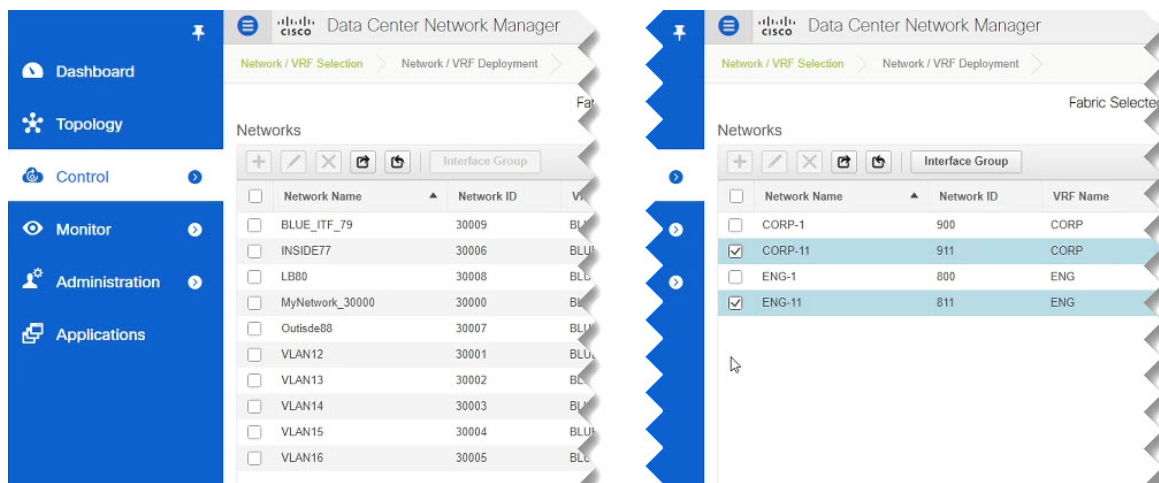 Dashboard
Topology
Control
Monitor
Administration
Applications
cisco Data Center Network Manager
Network / VRF Selection Network / VRF Deployment
Networks
Interface Group
Network Name Network ID
BLUE_ITF_79 30009
INSIDE77 30006
LB80 30008
MyNetwork_30000 30000
Outisde88 30007
VLAN12 30001
VLAN13 30002
VLAN14 30003
VLAN15 30004
VLAN16 30005
cisco Data Center Network Manager
Network / VRF Selection Network / VRF Deployment
Fabric Selected
Networks
Interface Group
Network Name Network ID VRF Name
CORP-1 900 CORP
CORP-11 911 CORP
ENG-1 800 ENG
ENG-11 811 ENG